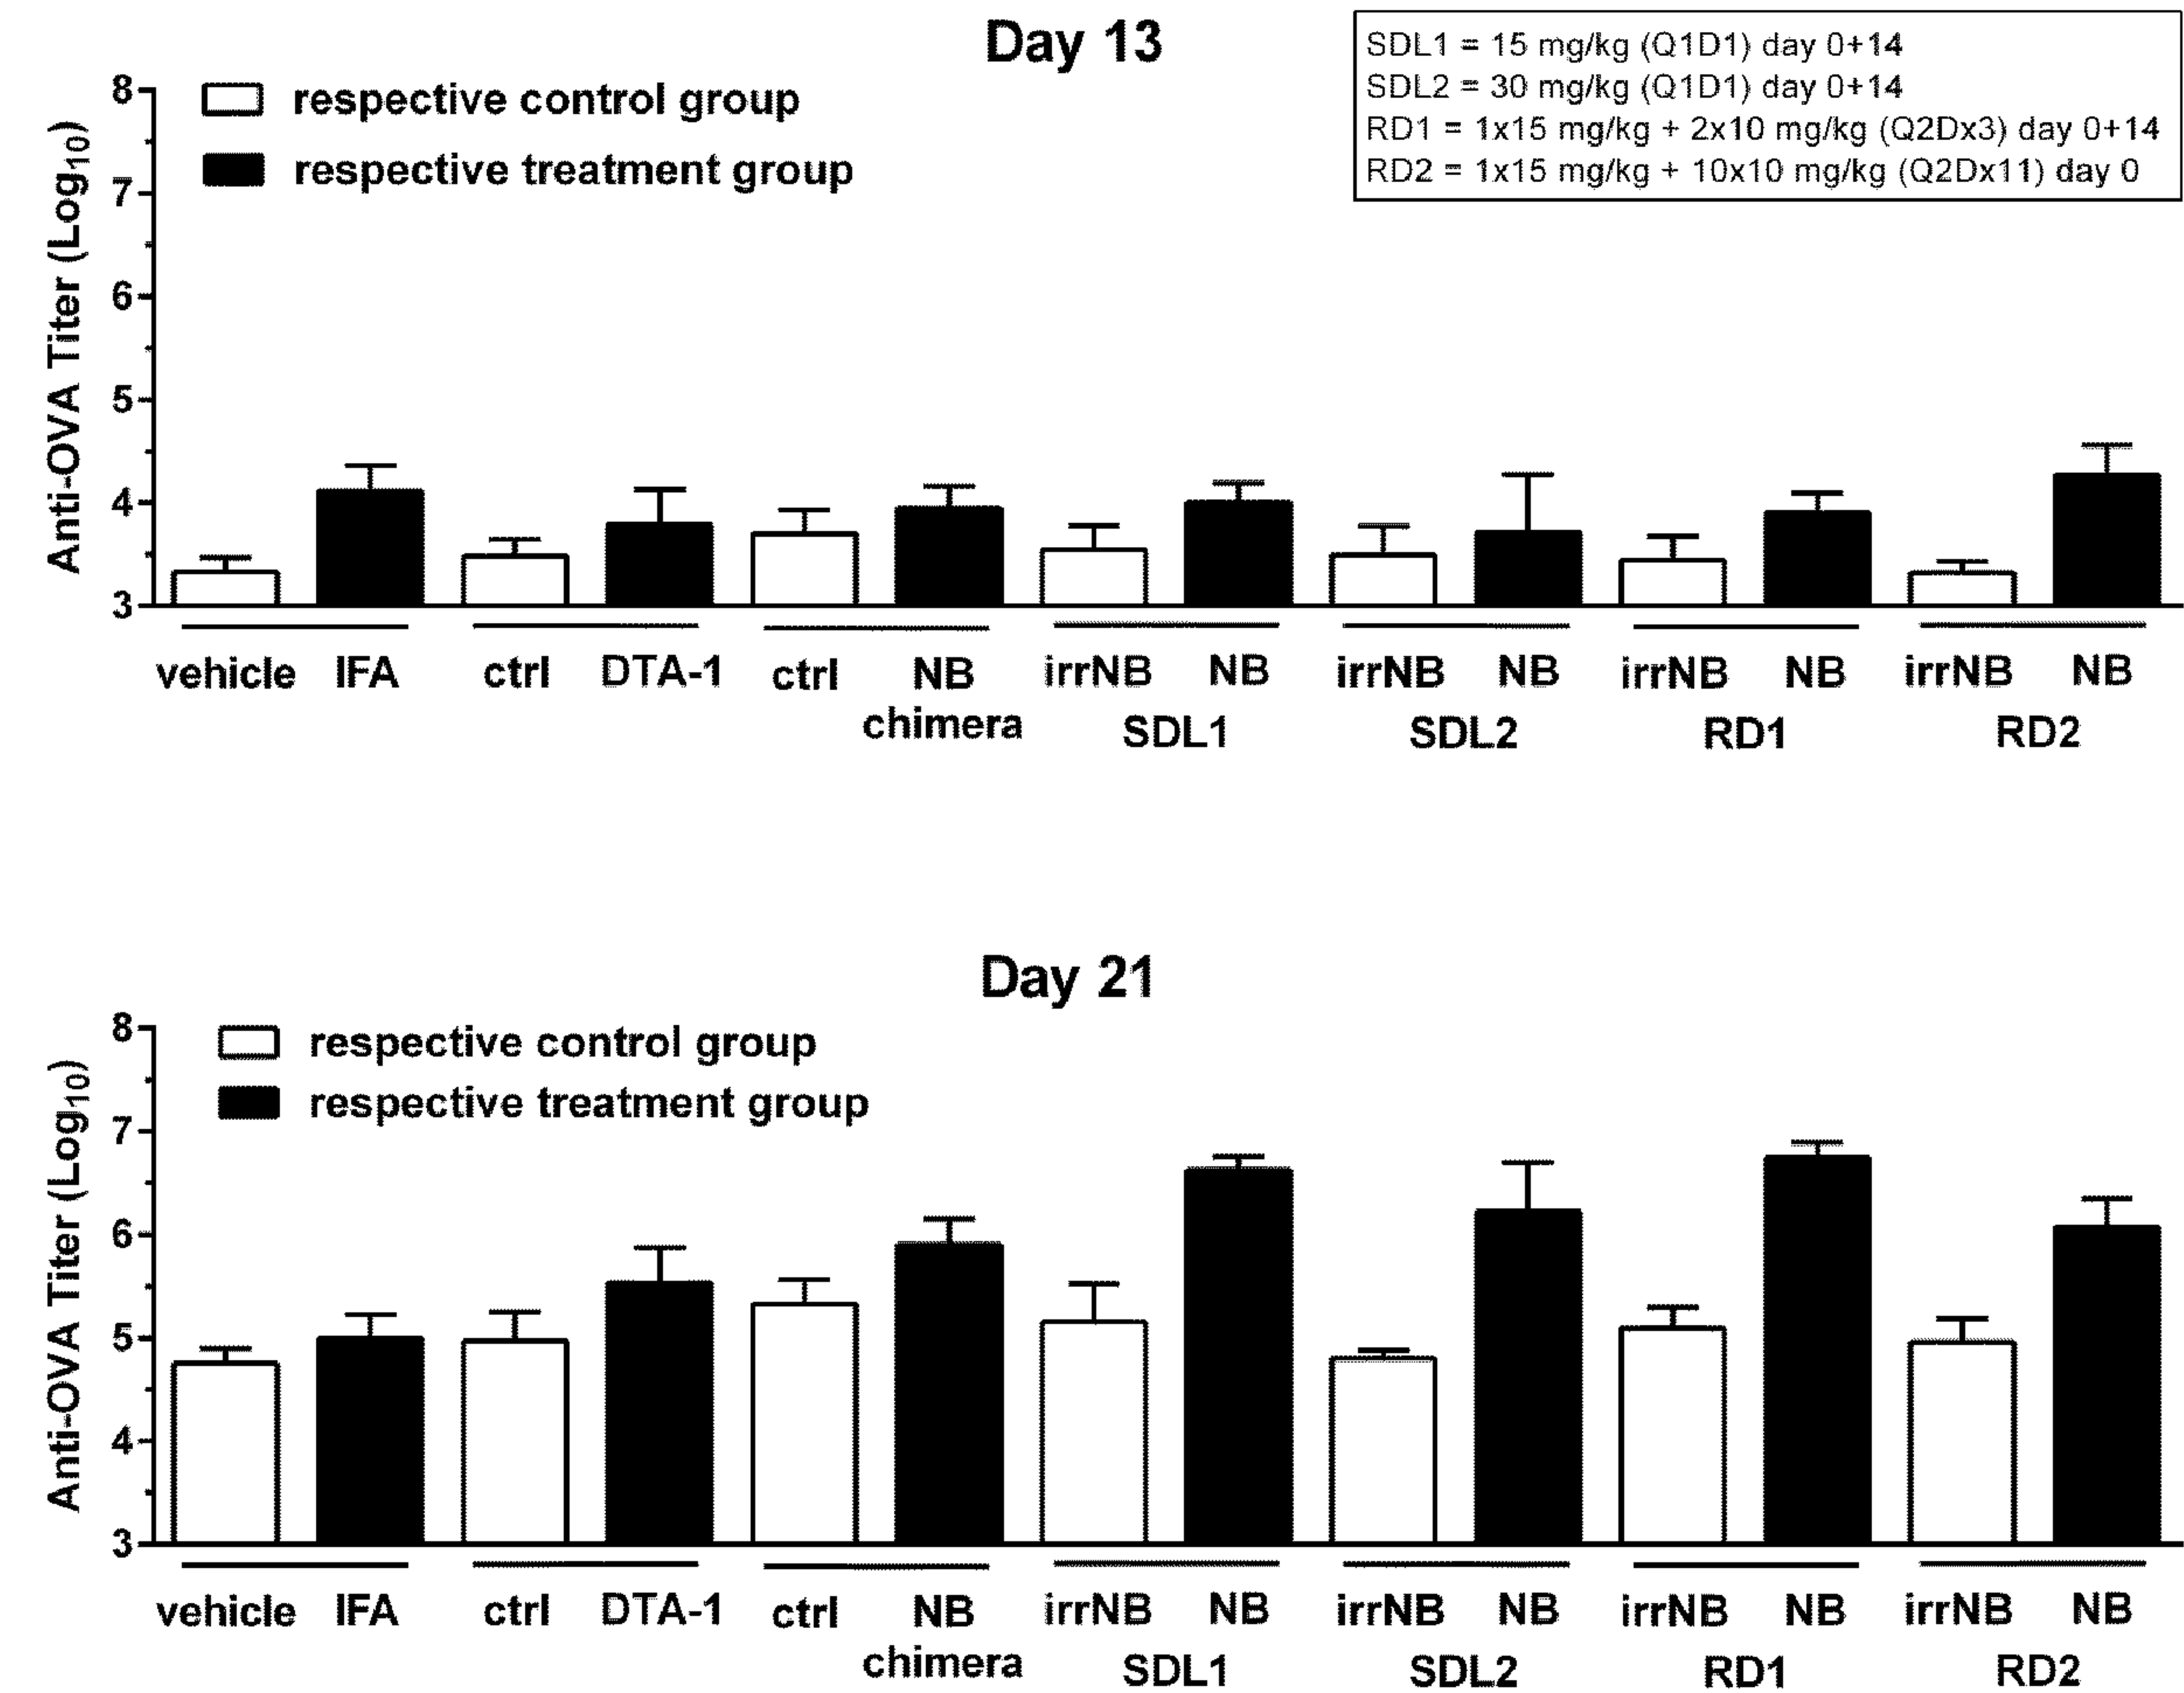 Day 13
SDL1 = 15 mg/kg (Q1D1) day 0+14
SDL2 = 30 mg/kg (Q1D1) day 0+14
RD1 = 1x15 mg/kg + 2x10 mg/kg (Q2Dx3) day 0+14
RD2 = 1x15 mg/kg + 10x10 mg/kg (Q2Dx11) day 0
respective control group
respective treatment group
Anti-OVA Titer (Log10)
8
7
6
5
4
3
vehicle IFA ctrl DTA-1 ctrl NB irrNB NB irrNB NB irrNB NB irrNB NB
chimera SDL1 SDL2 RD1 RD2
Day 21
respective control group
respective treatment group
Anti-OVA Titer (Log10)
8
7
6
5
4
3
vehicle IFA ctrl DTA-1 ctrl NB irrNB NB irrNB NB irrNB NB irrNB NB
chimera SDL1 SDL2 RD1 RD2